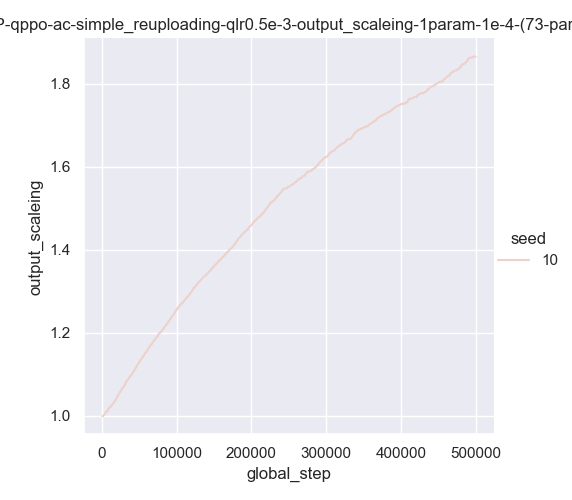 P-qppo-ac-simple_reuploading-qlr0.5e-3-output_scaleing-1param-1e-4-(73-par
1.8
1.6
1.4
1.2
1.0
output_scaleing
seed
10
0 100000 200000 300000 400000 500000
global_step